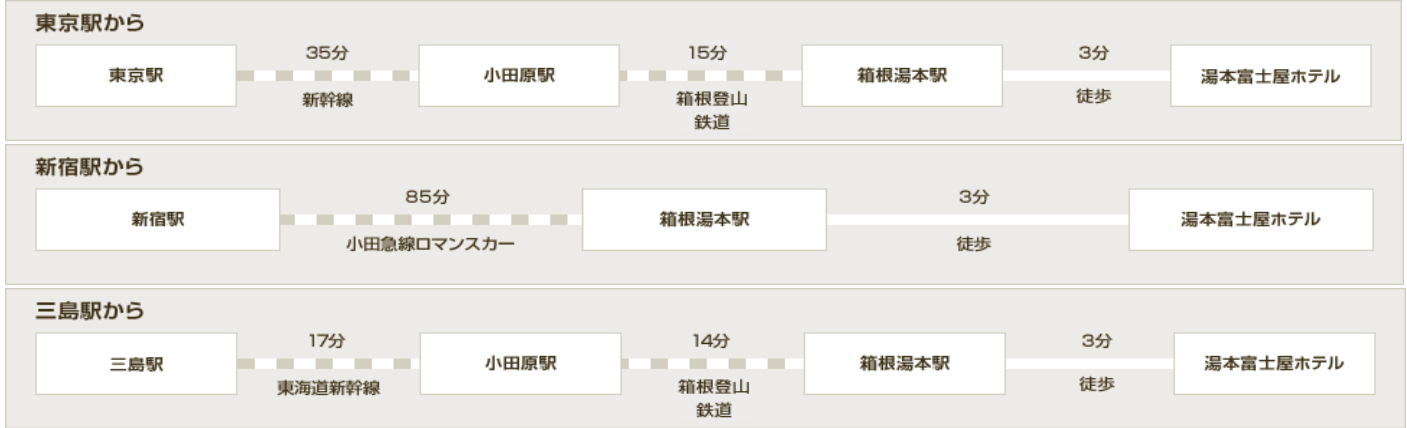 東京駅から
35分 15分 3分
東京駅 小田原駅 箱根湯本駅 湯本富士屋ホテル
新幹線 箱根登山 徒歩
鉄道
新宿駅から
85分 3分
新宿駅 箱根湯本駅 湯本富士屋ホテル
小田急線ロマンスカー 徒歩
三島駅から
17分 14分 3分
三島駅 小田原駅 箱根湯本駅 湯本富士屋ホテル
東海道新幹線 箱根登山 徒歩
鉄道